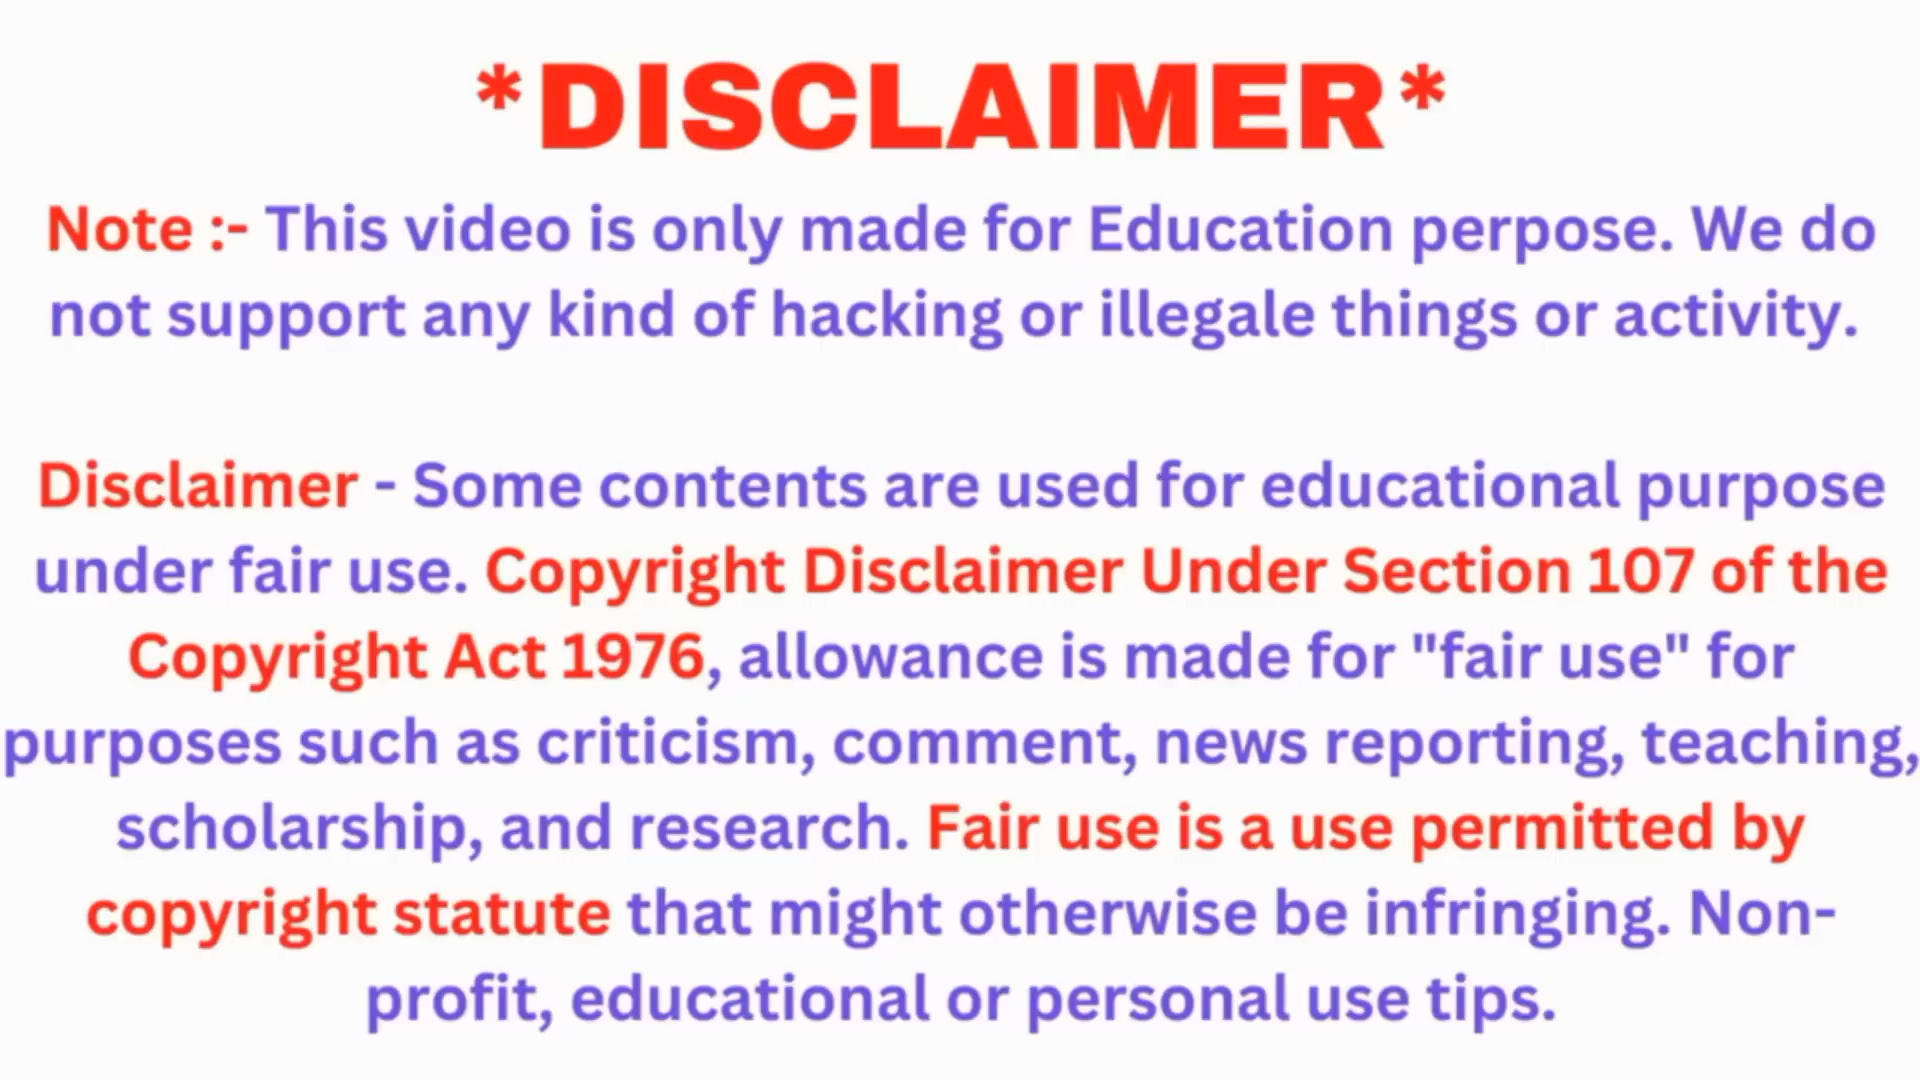 *DISCLAIMER*
Note :- This video is only made for Education perpose. We do
not support any kind of hacking or illegale things or activity.
Disclaimer - Some contents are used for educational purpose
under fair use. Copyright Disclaimer Under Section 107 of the
Copyright Act 1976, allowance is made for "fair use" for
purposes such as criticism, comment, news reporting, teaching,
scholarship, and research. Fair use is a use permitted by
copyright statute that might otherwise be infringing. Non-
profit, educational or personal use tips.